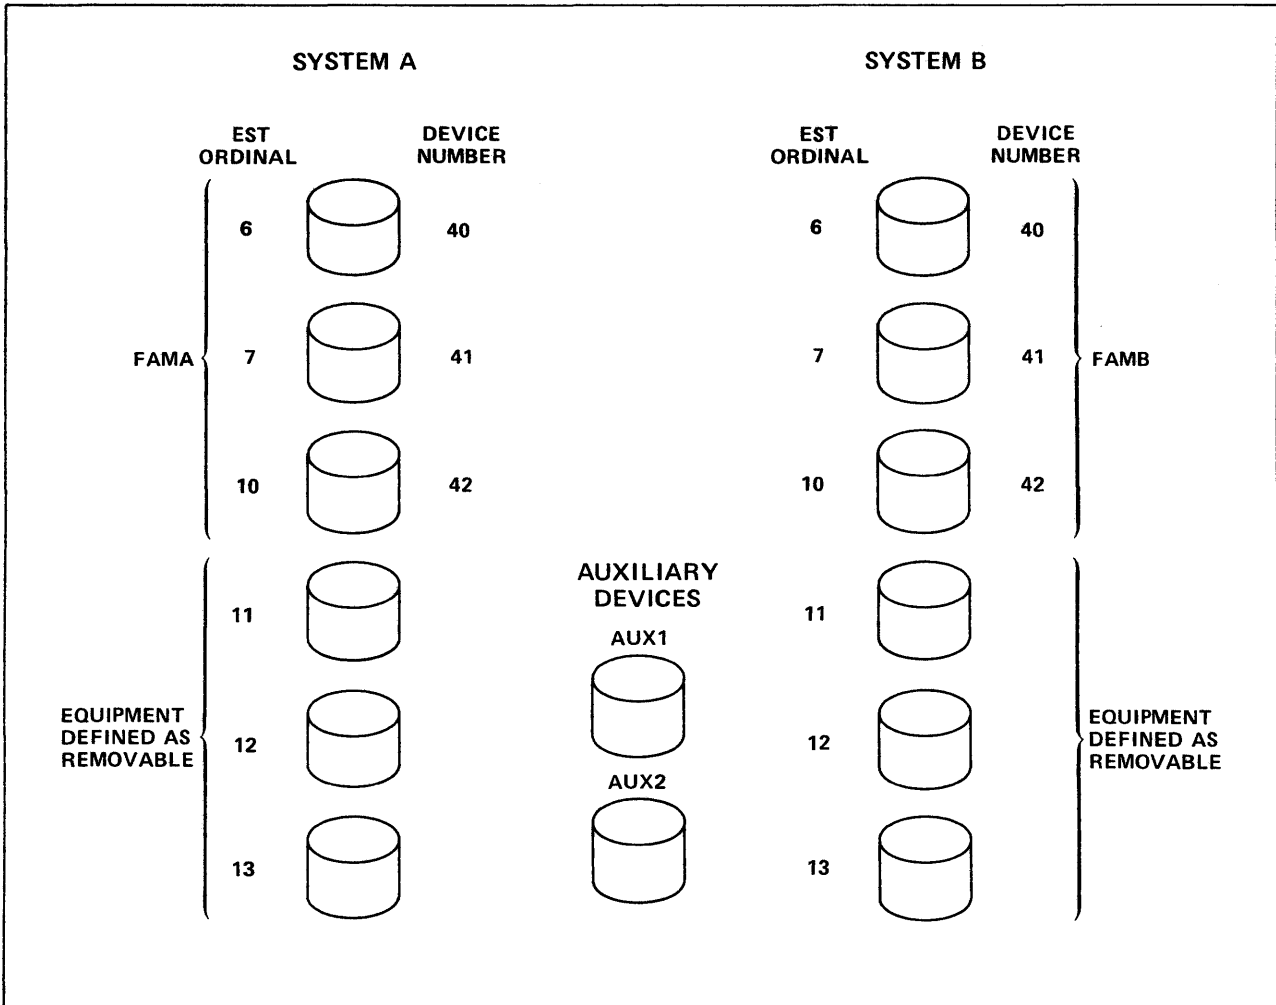 SYSTEM A
SYSTEM B
EST
ORDINAL
DEVICE
NUMBER
EST
ORDINAL
DEVICE
NUMBER
6
40
6
40
FAMA
7
41
7
41
FAMB
10
42
10
42
AUXILIARY
DEVICES
11
11
AUX1
EQUIPMENT
DEFINED AS
REMOVABLE
12
12
EQUIPMENT
DEFINED AS
REMOVABLE
AUX2
13
13